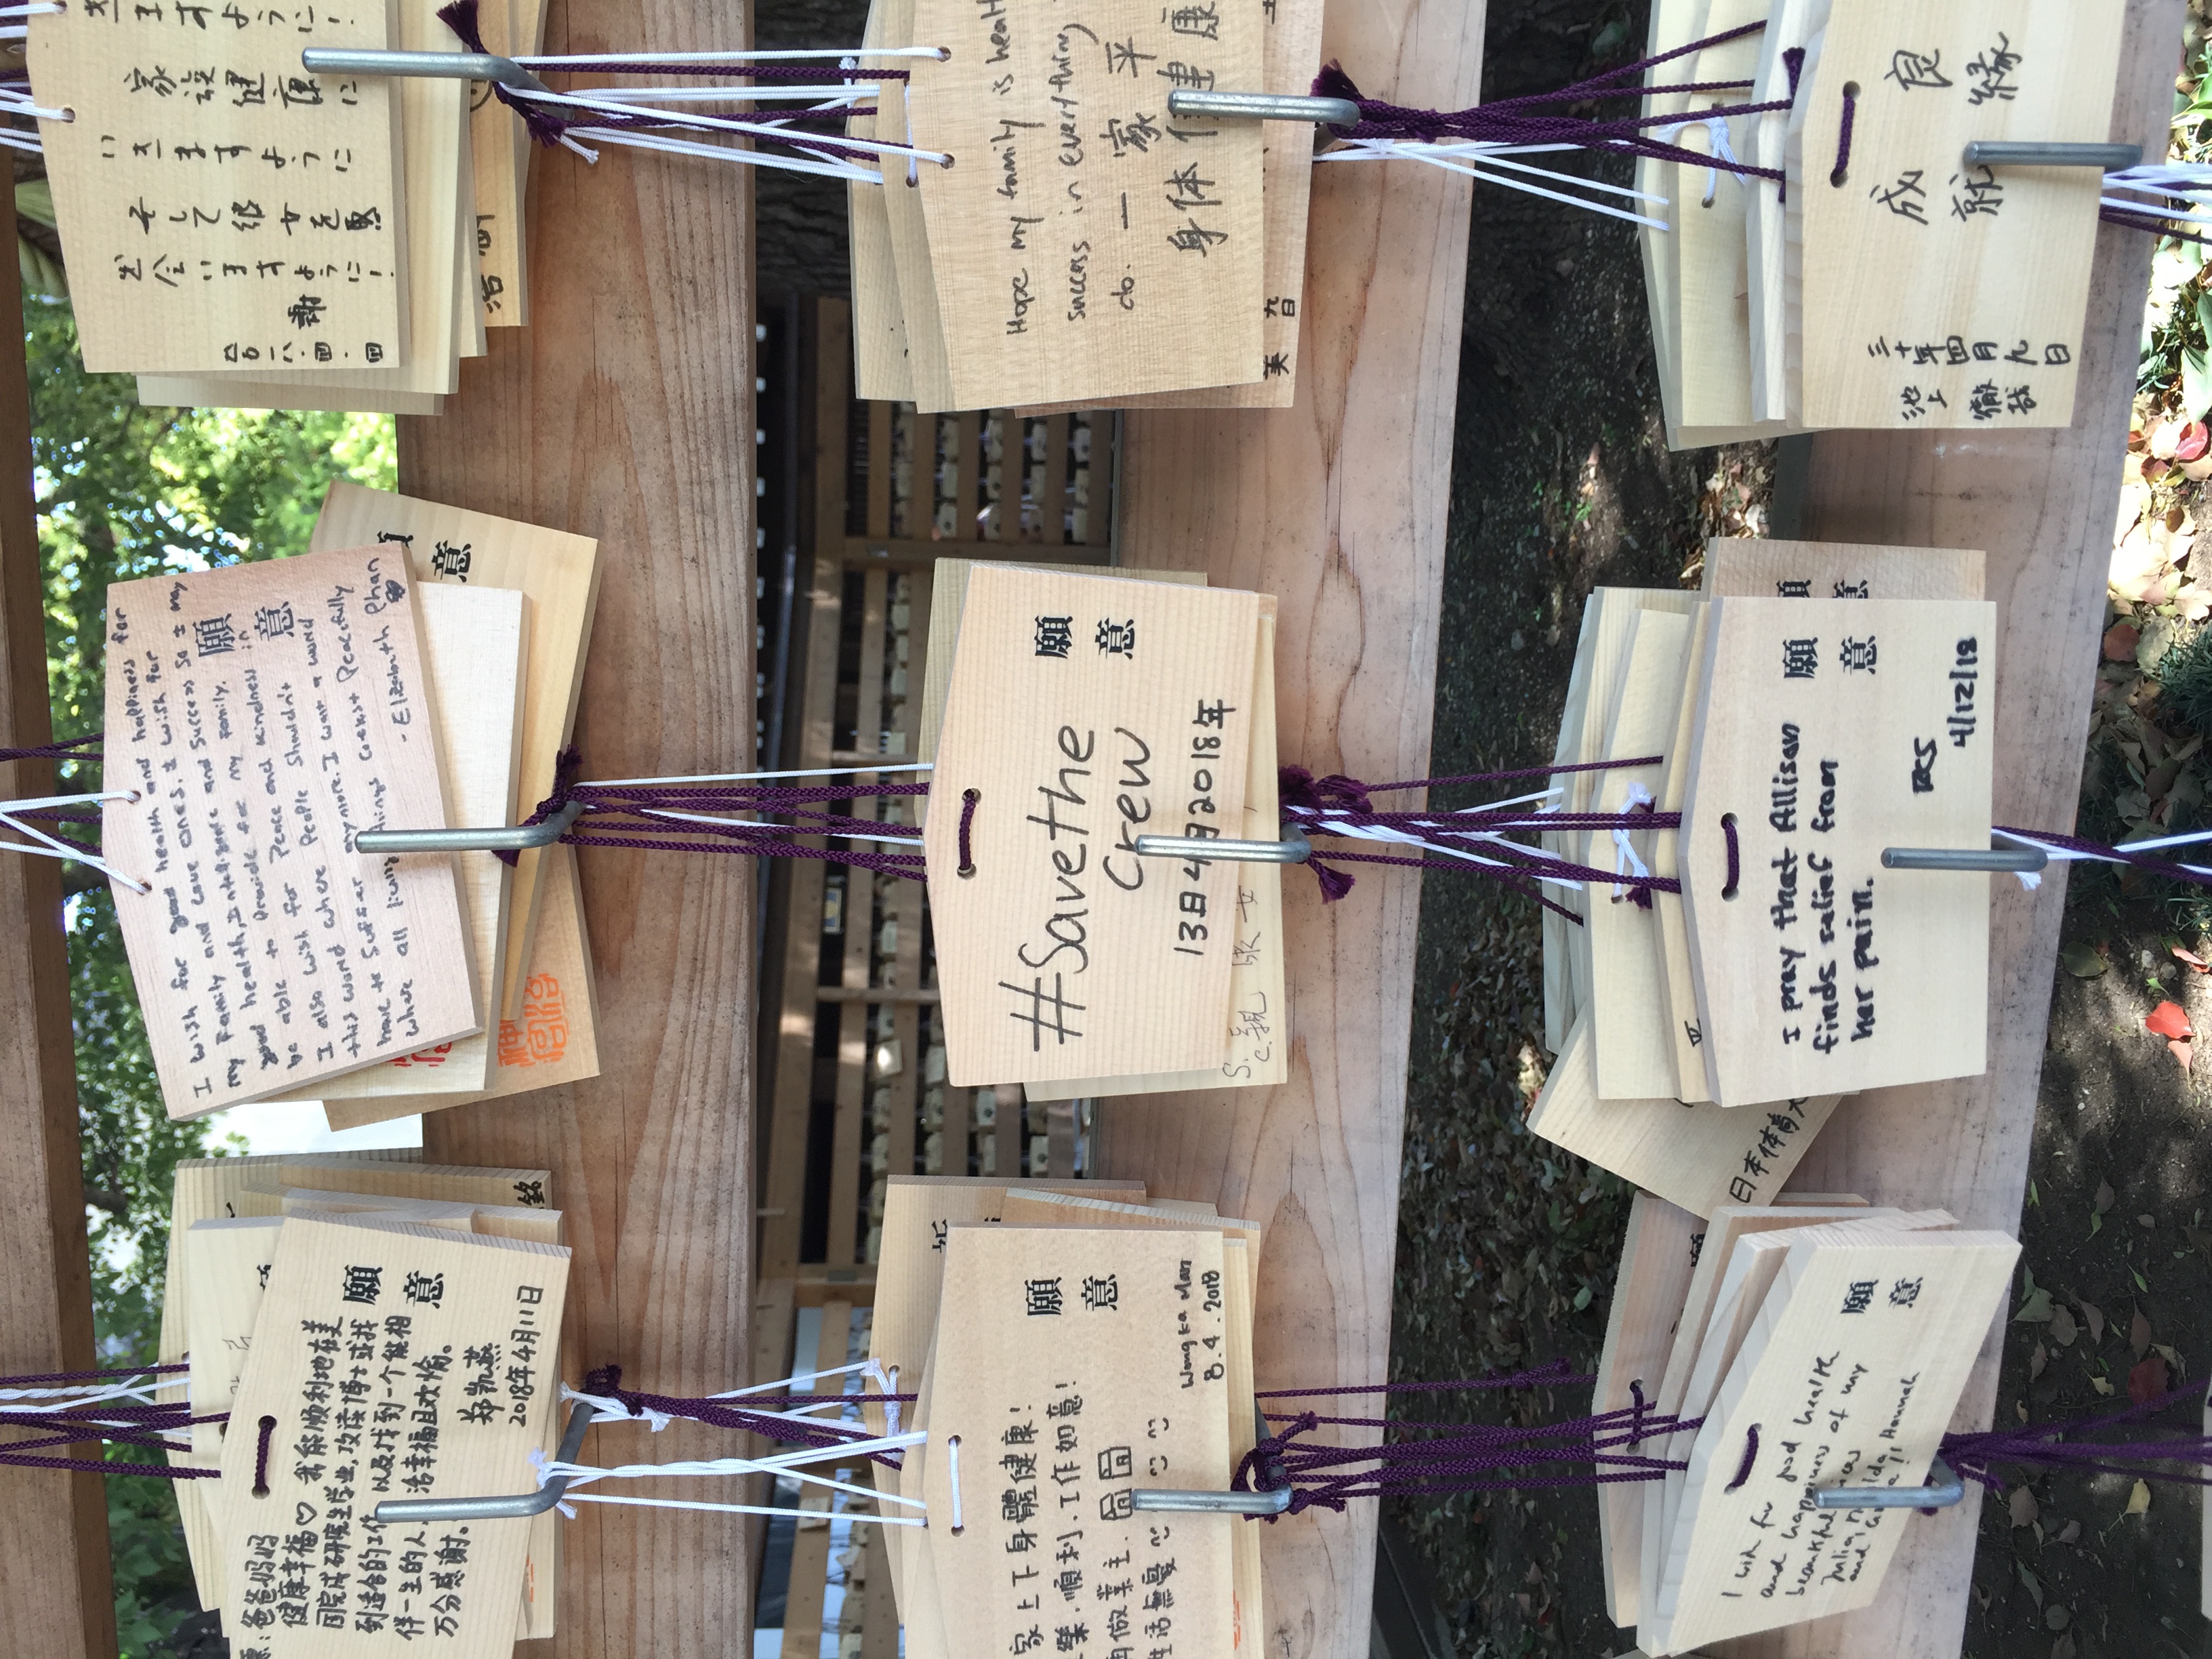 爸爸妈妈
健康幸福♡ 我能顺利地在美
国完成研究生学业,攻读博士或找
到适合的工作 以及找到一个能相
伴一生的人, 活幸福且欢愉。
万分感谢。
郑凯燕
2018年4月11日
願意
銘
I wish for good health and happiness for
my Family and Love ones. I wish for
good health, Intelligence and Success So I may
be able to Provide for my Family.
I also wish for Peace and Kindness in
this world where People Shouldn't
have to Suffer anymore. I want a world
where all living things coexist Peacefully
- Elizabeth Phan
願意
意
神宮
きますように!
家族健康に
いきますように
そして彼女を
出会いますように!
二〇一八・四・四
謝
家上下身體健康!
樂.順利.工作如意!
做業主.
生活無憂
Wong Ka Man
8.4.2018
願意
#Savethe
Crew
13日4月2018年
願意
S.
C.親
Hope my family is
success in everything
do. 一家平
身体 健康
美
九日
I wish for good health
and happiness of my
beautiful nieces
Julia, Hannah
and
願意
日本体育大
平
I pray that Allison
finds relief from
her pain.
4/12/18
願意
良縁
成就
三十年四月九日
池上 徹哉